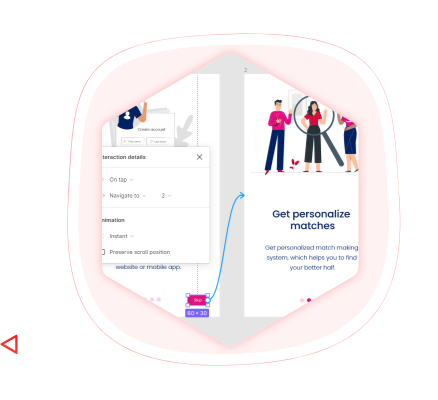 2
Create account
teraction details
On tap
Navigate to
2
nimation
Instant
Preserve scroll position
website or mobile app.
Skip
60 × 30
Get personalize
matches
Get personalized match making
system, which helps you to find
your better half.